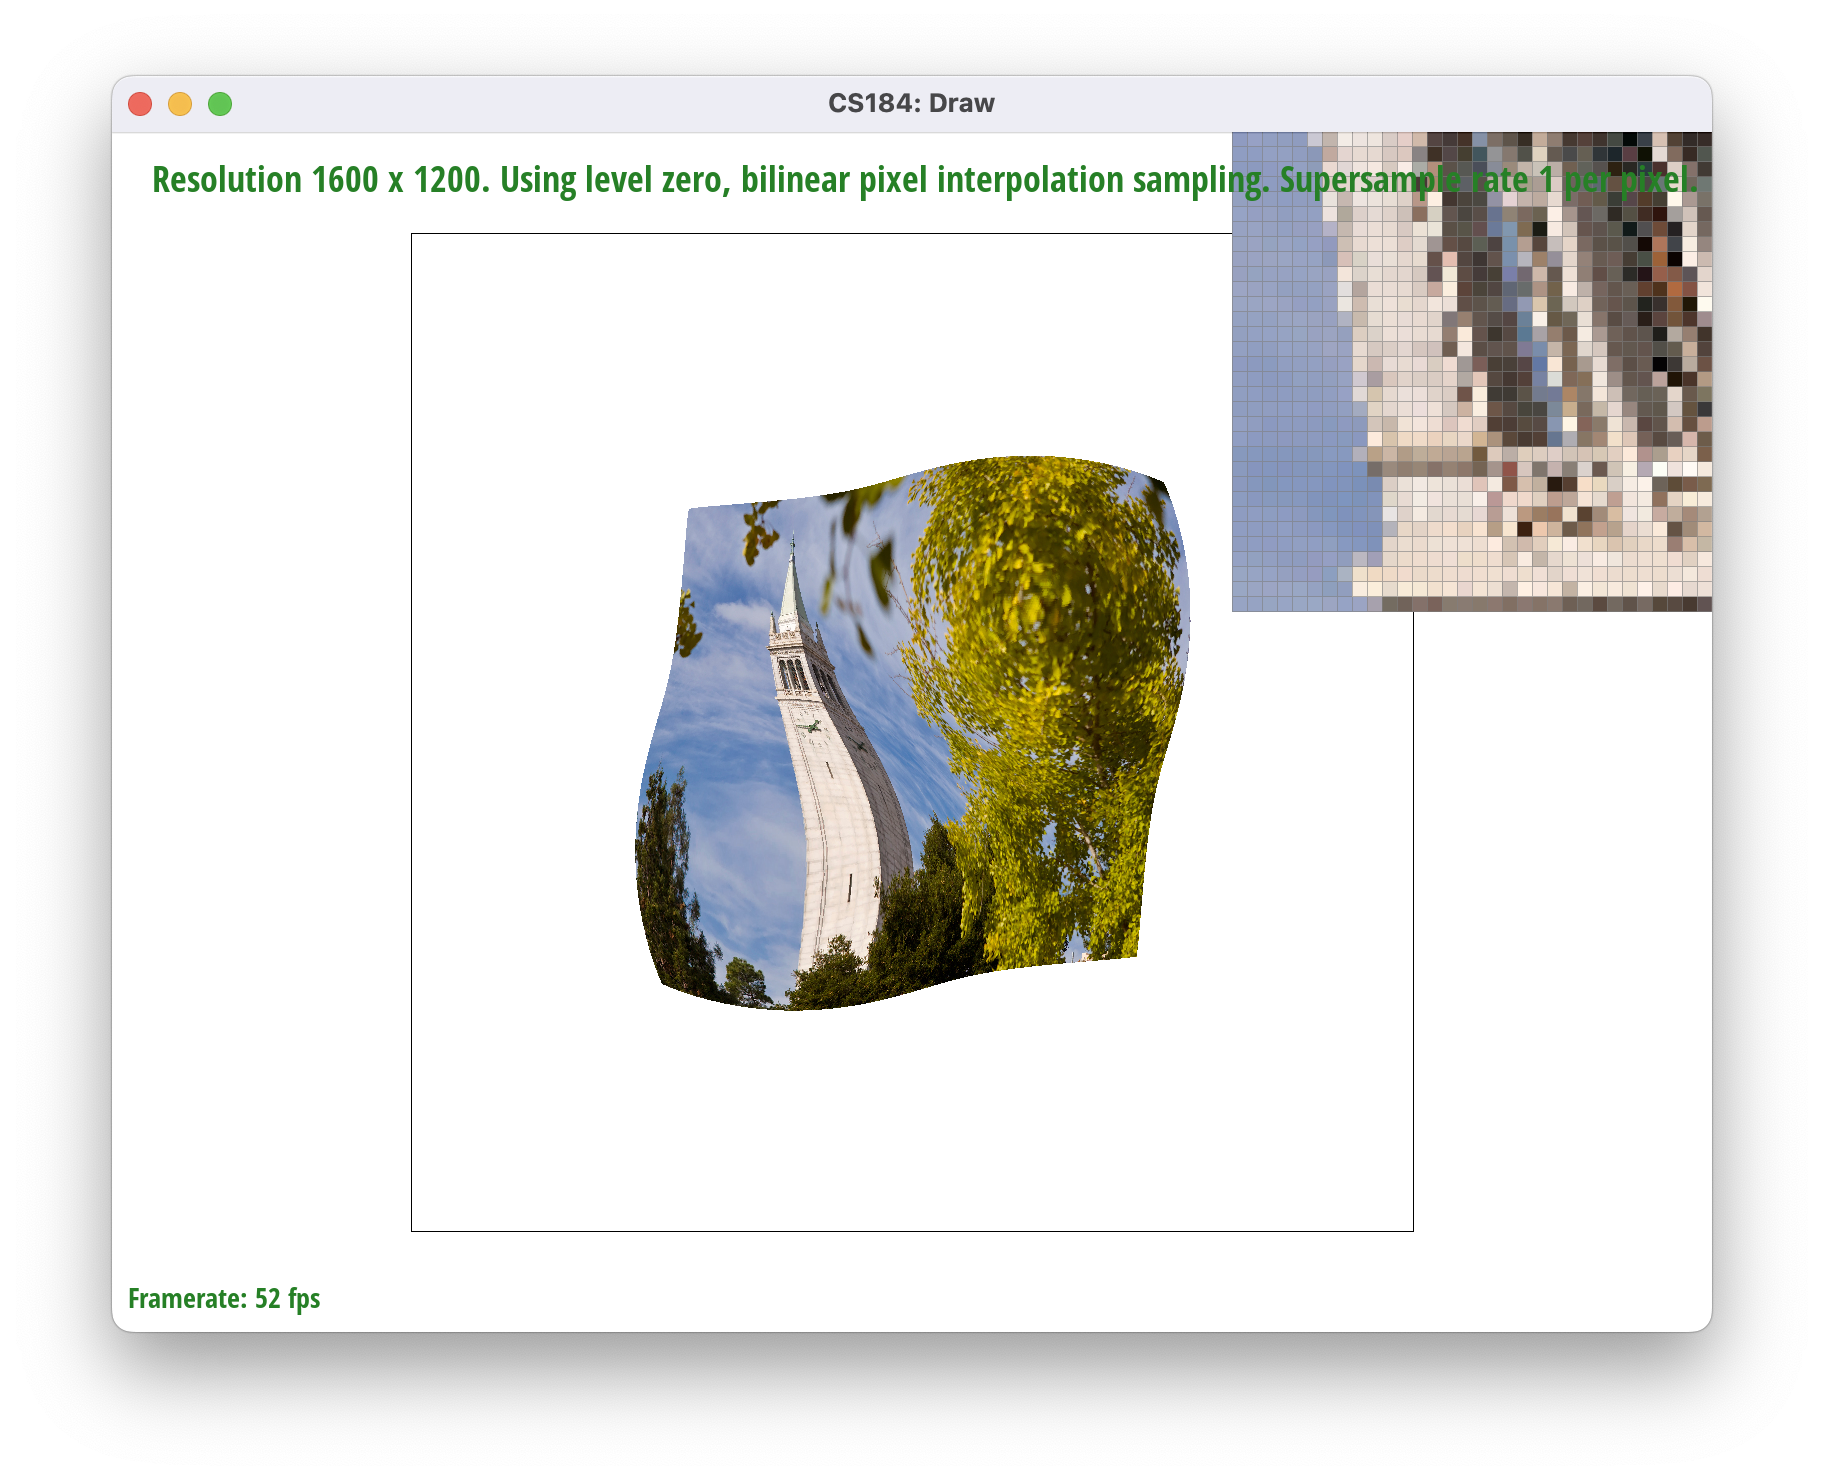 CS184: Draw
Resolution 1600 x 1200. Using level zero, bilinear pixel interpolation sampling. Supersample rate 1 per pixel.
Framerate: 52 fps